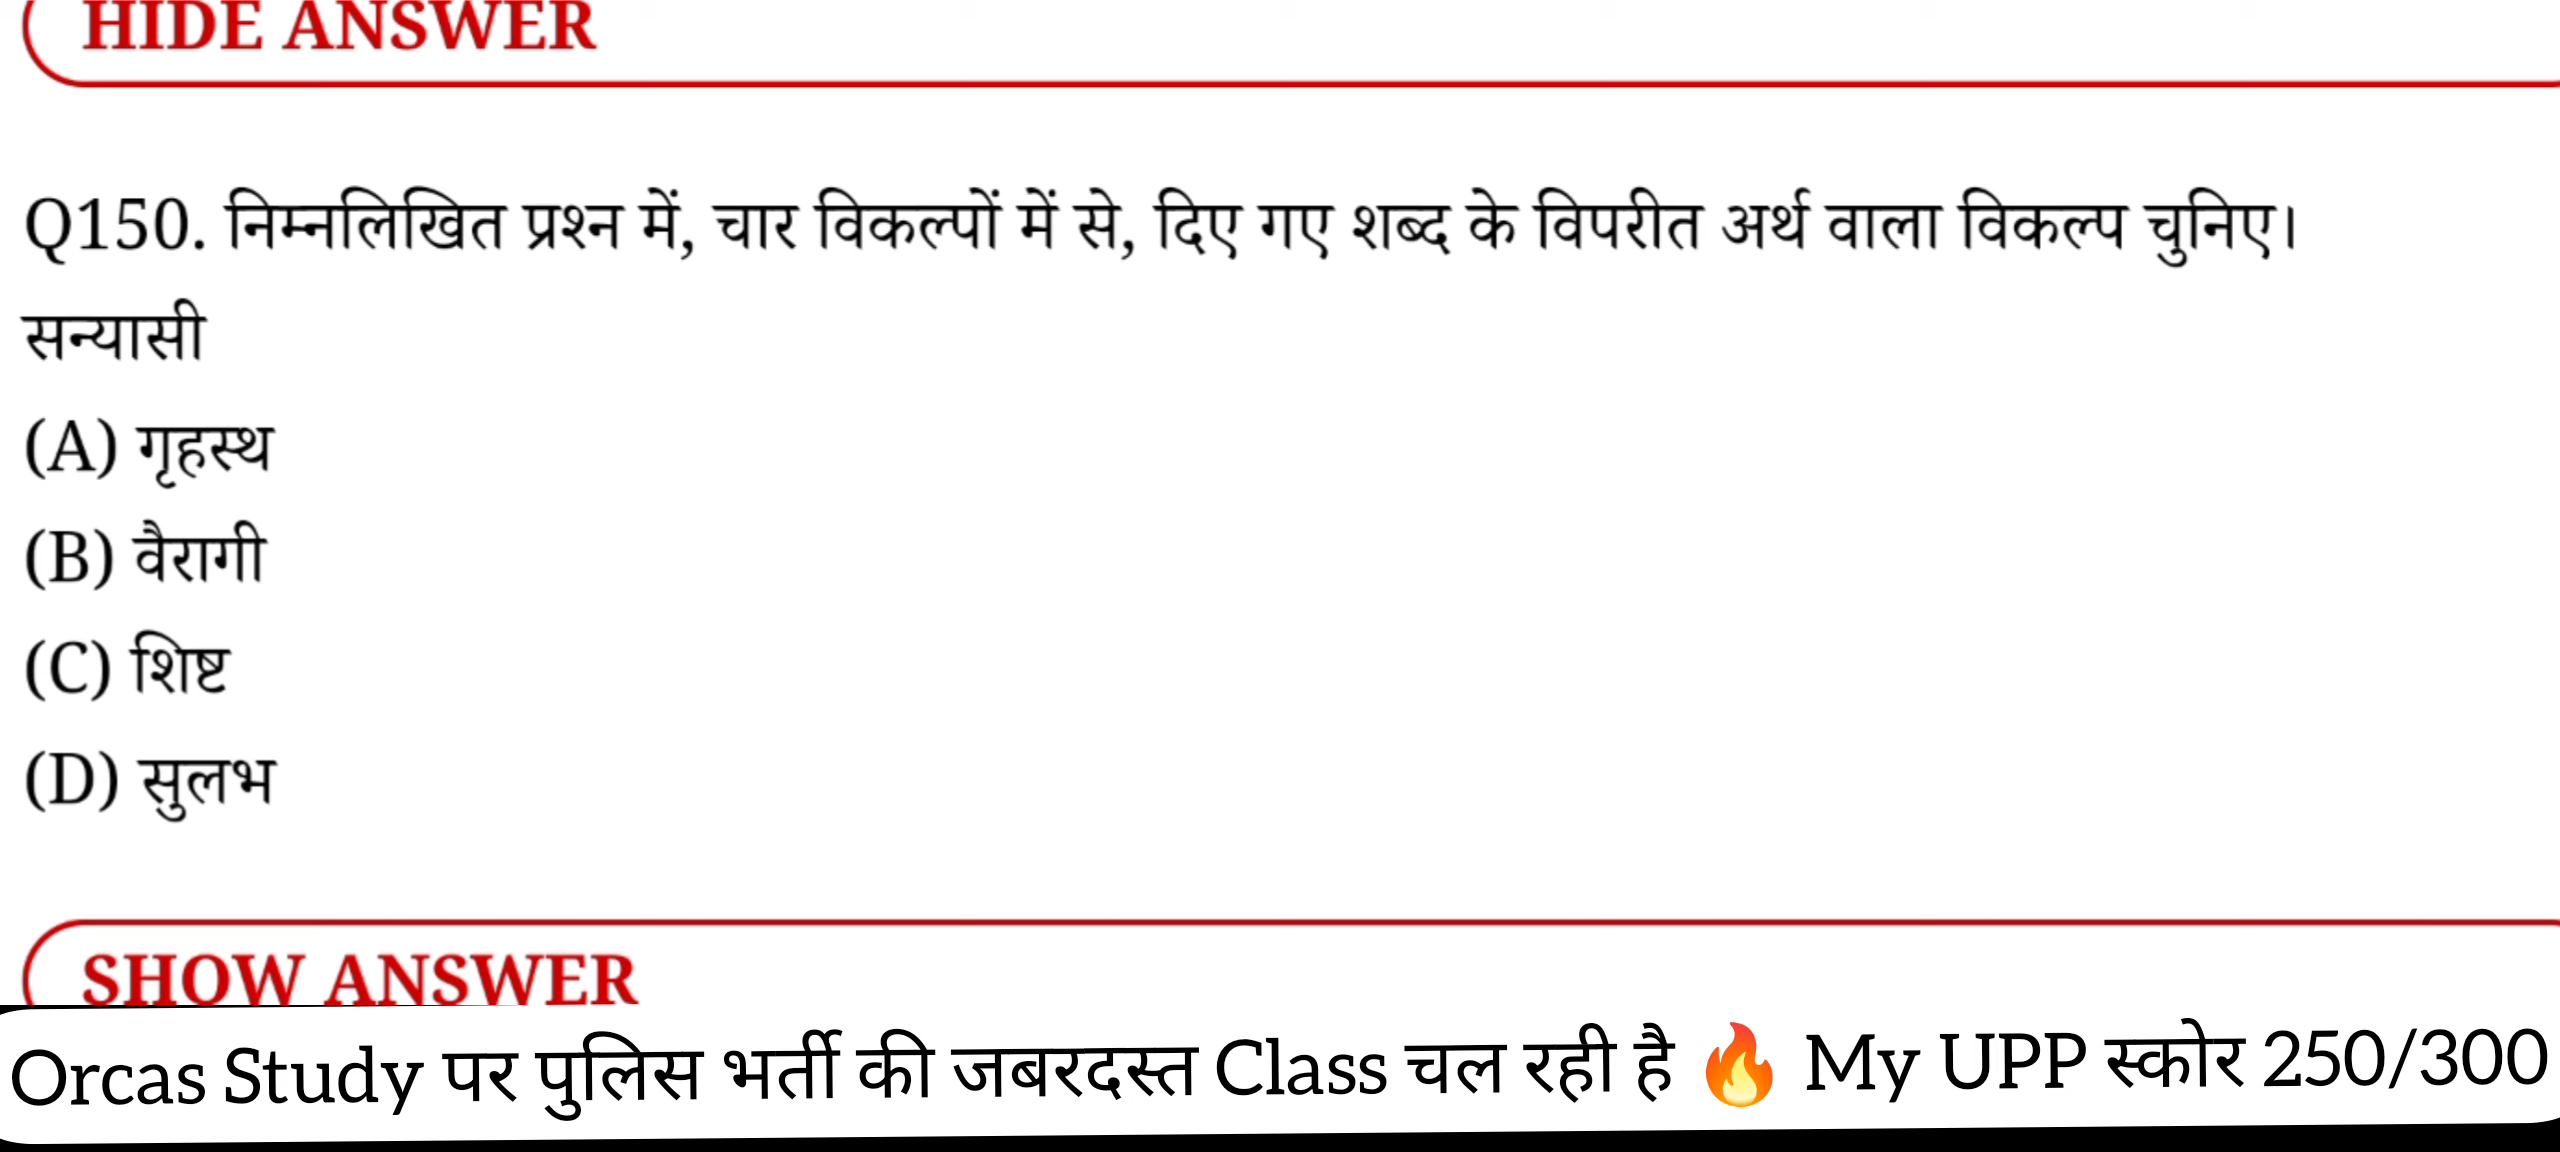 HIDE ANSWER
Q150. निम्नलिखित प्रश्न में, चार विकल्पों में से, दिए गए शब्द के विपरीत अर्थ वाला विकल्प चुनिए।
सन्यासी
(A) गृहस्थ
(B) वैरागी
(C) शिष्ट
(D) सुलभ
SHOW ANSWER
Orcas Study पर पुलिस भर्ती की जबरदस्त Class चल रही है 🔥 My UPP स्कोर 250/300